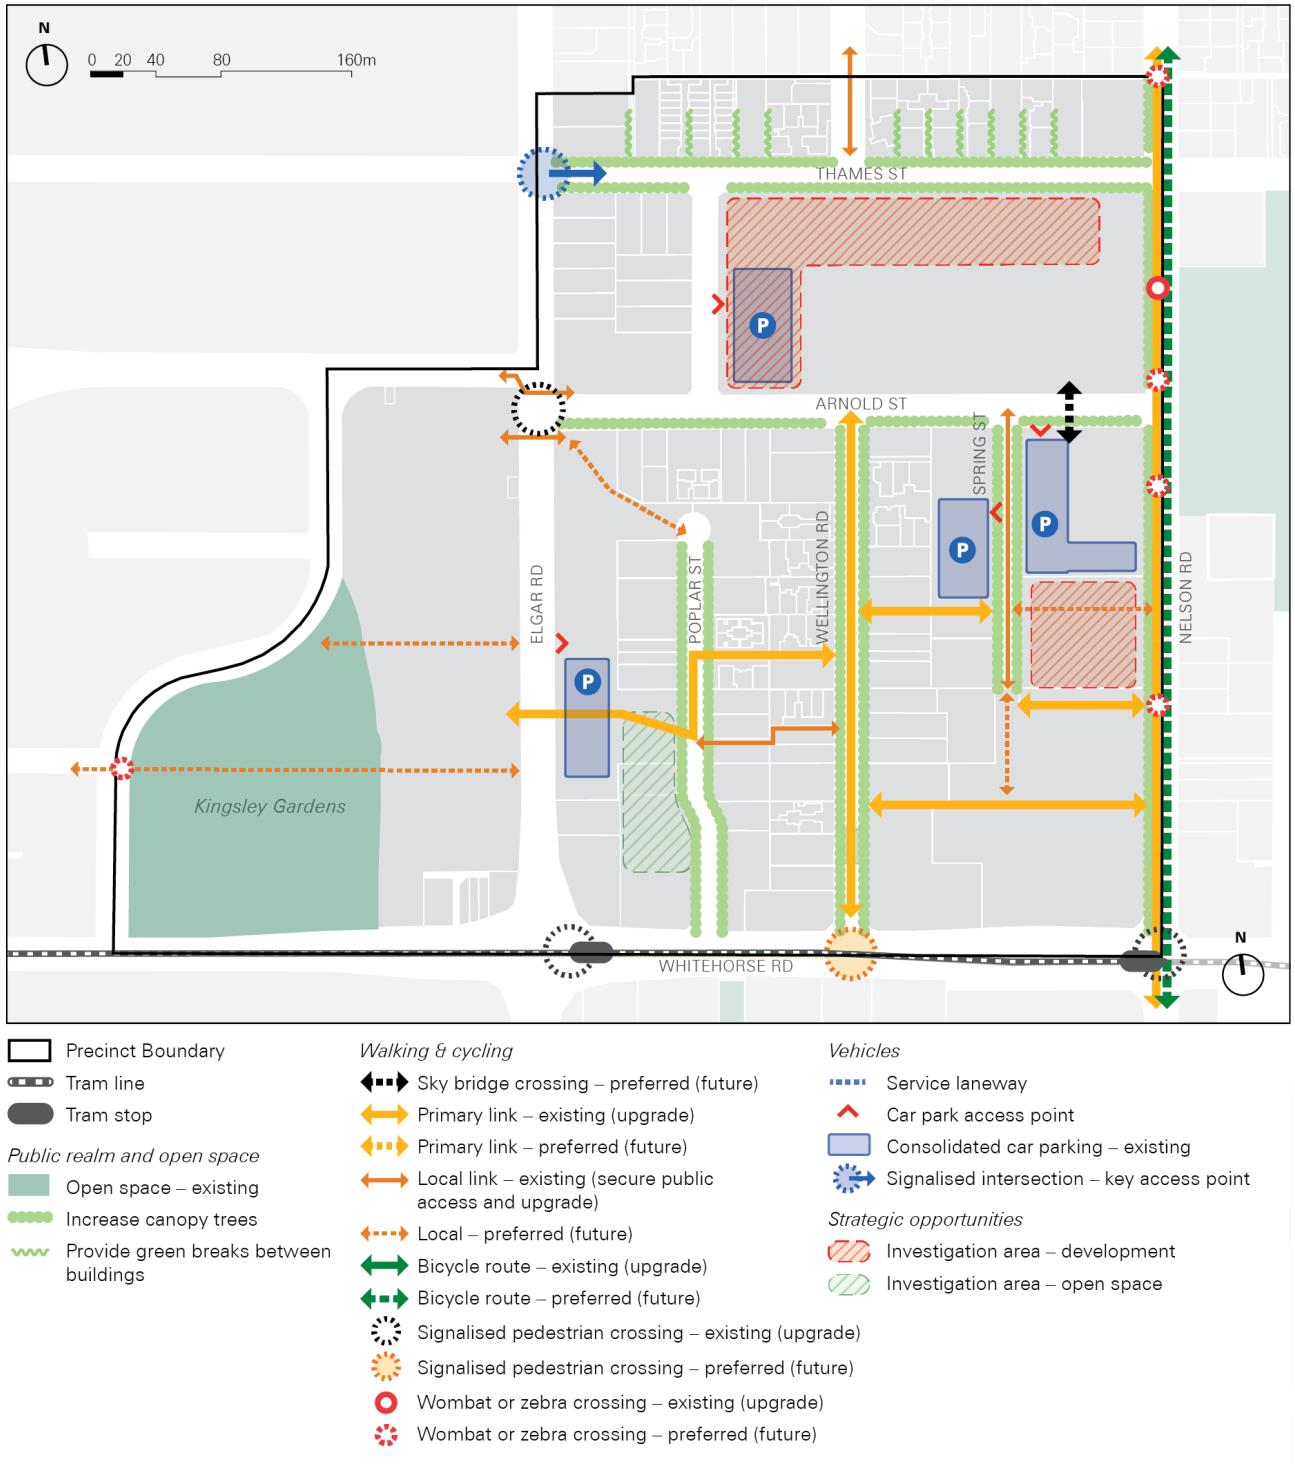 N
0 20 40 80 160m
THAMES ST
P
ARNOLD ST
SPRING ST
P
P
WELLINGTON RD
ELGAR RD
POPLAR ST
NELSON RD
P
Kingsley Gardens
WHITEHORSE RD
N
Precinct Boundary
Tram line
Tram stop
Public realm and open space
Open space – existing
Increase canopy trees
Provide green breaks between
buildings
Walking & cycling
Sky bridge crossing – preferred (future)
Primary link – existing (upgrade)
Primary link – preferred (future)
Local link – existing (secure public
access and upgrade)
Local – preferred (future)
Bicycle route – existing (upgrade)
Bicycle route – preferred (future)
Signalised pedestrian crossing – existing (upgrade)
Signalised pedestrian crossing – preferred (future)
Wombat or zebra crossing – existing (upgrade)
Wombat or zebra crossing – preferred (future)
Vehicles
Service laneway
Car park access point
Consolidated car parking – existing
Signalised intersection – key access point
Strategic opportunities
Investigation area – development
Investigation area – open space